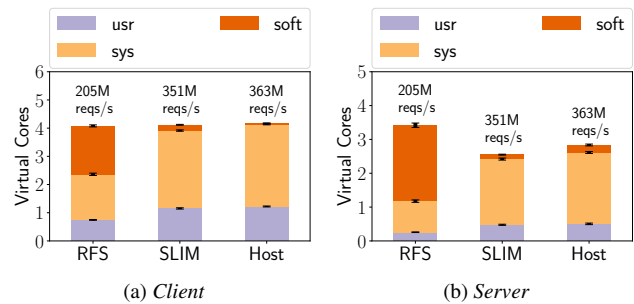 usr
soft
sys
6
5
4
3
2
1
0
Virtual Cores
205M
reqs/s
351M
reqs/s
363M
reqs/s
RFS
SLIM
Host
(a) Client
usr
soft
sys
5
4
3
2
1
0
Virtual Cores
205M
reqs/s
351M
reqs/s
363M
reqs/s
RFS
SLIM
Host
(b) Server